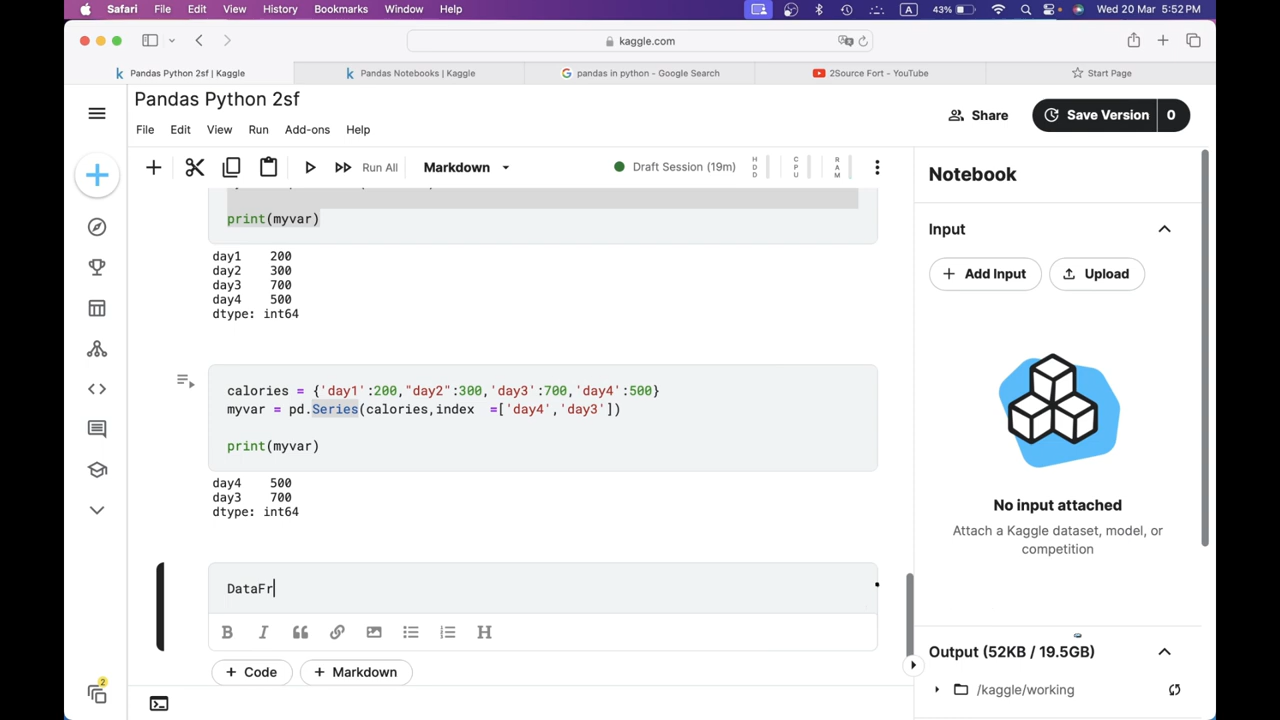 Safari File Edit View History Bookmarks Window Help A 43% Wed 20 Mar 5:52 PM
kaggle.com
Pandas Python 2sf | Kaggle Pandas Notebooks | Kaggle pandas in python - Google Search 2Source Fort - YouTube Start Page
Pandas Python 2sf
Share Save Version 0
File Edit View Run Add-ons Help
Run All Markdown Draft Session (19m) HDD CPU RAM
Notebook
print(myvar)
day1 200
day2 300
day3 700
day4 500
dtype: int64
calories = {'day1':200,"day2":300,'day3':700,'day4':500}
myvar = pd.Series(calories,index =['day4','day3'])
print(myvar)
day4 500
day3 700
dtype: int64
DataFr
B I H
+ Code + Markdown
2
Input
+ Add Input Upload
No input attached
Attach a Kaggle dataset, model, or
competition
Output (52KB / 19.5GB)
/kaggle/working